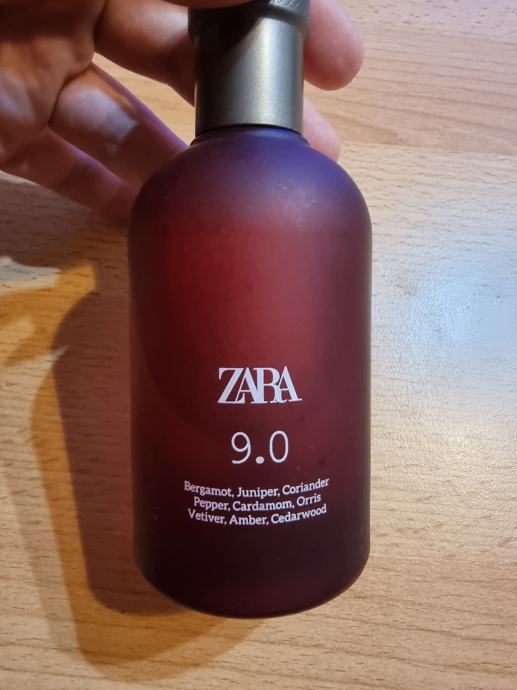 ZARA
9.0
Bergamot, Juniper, Coriander
Pepper, Cardamom, Orris
Vetiver, Amber, Cedarwood